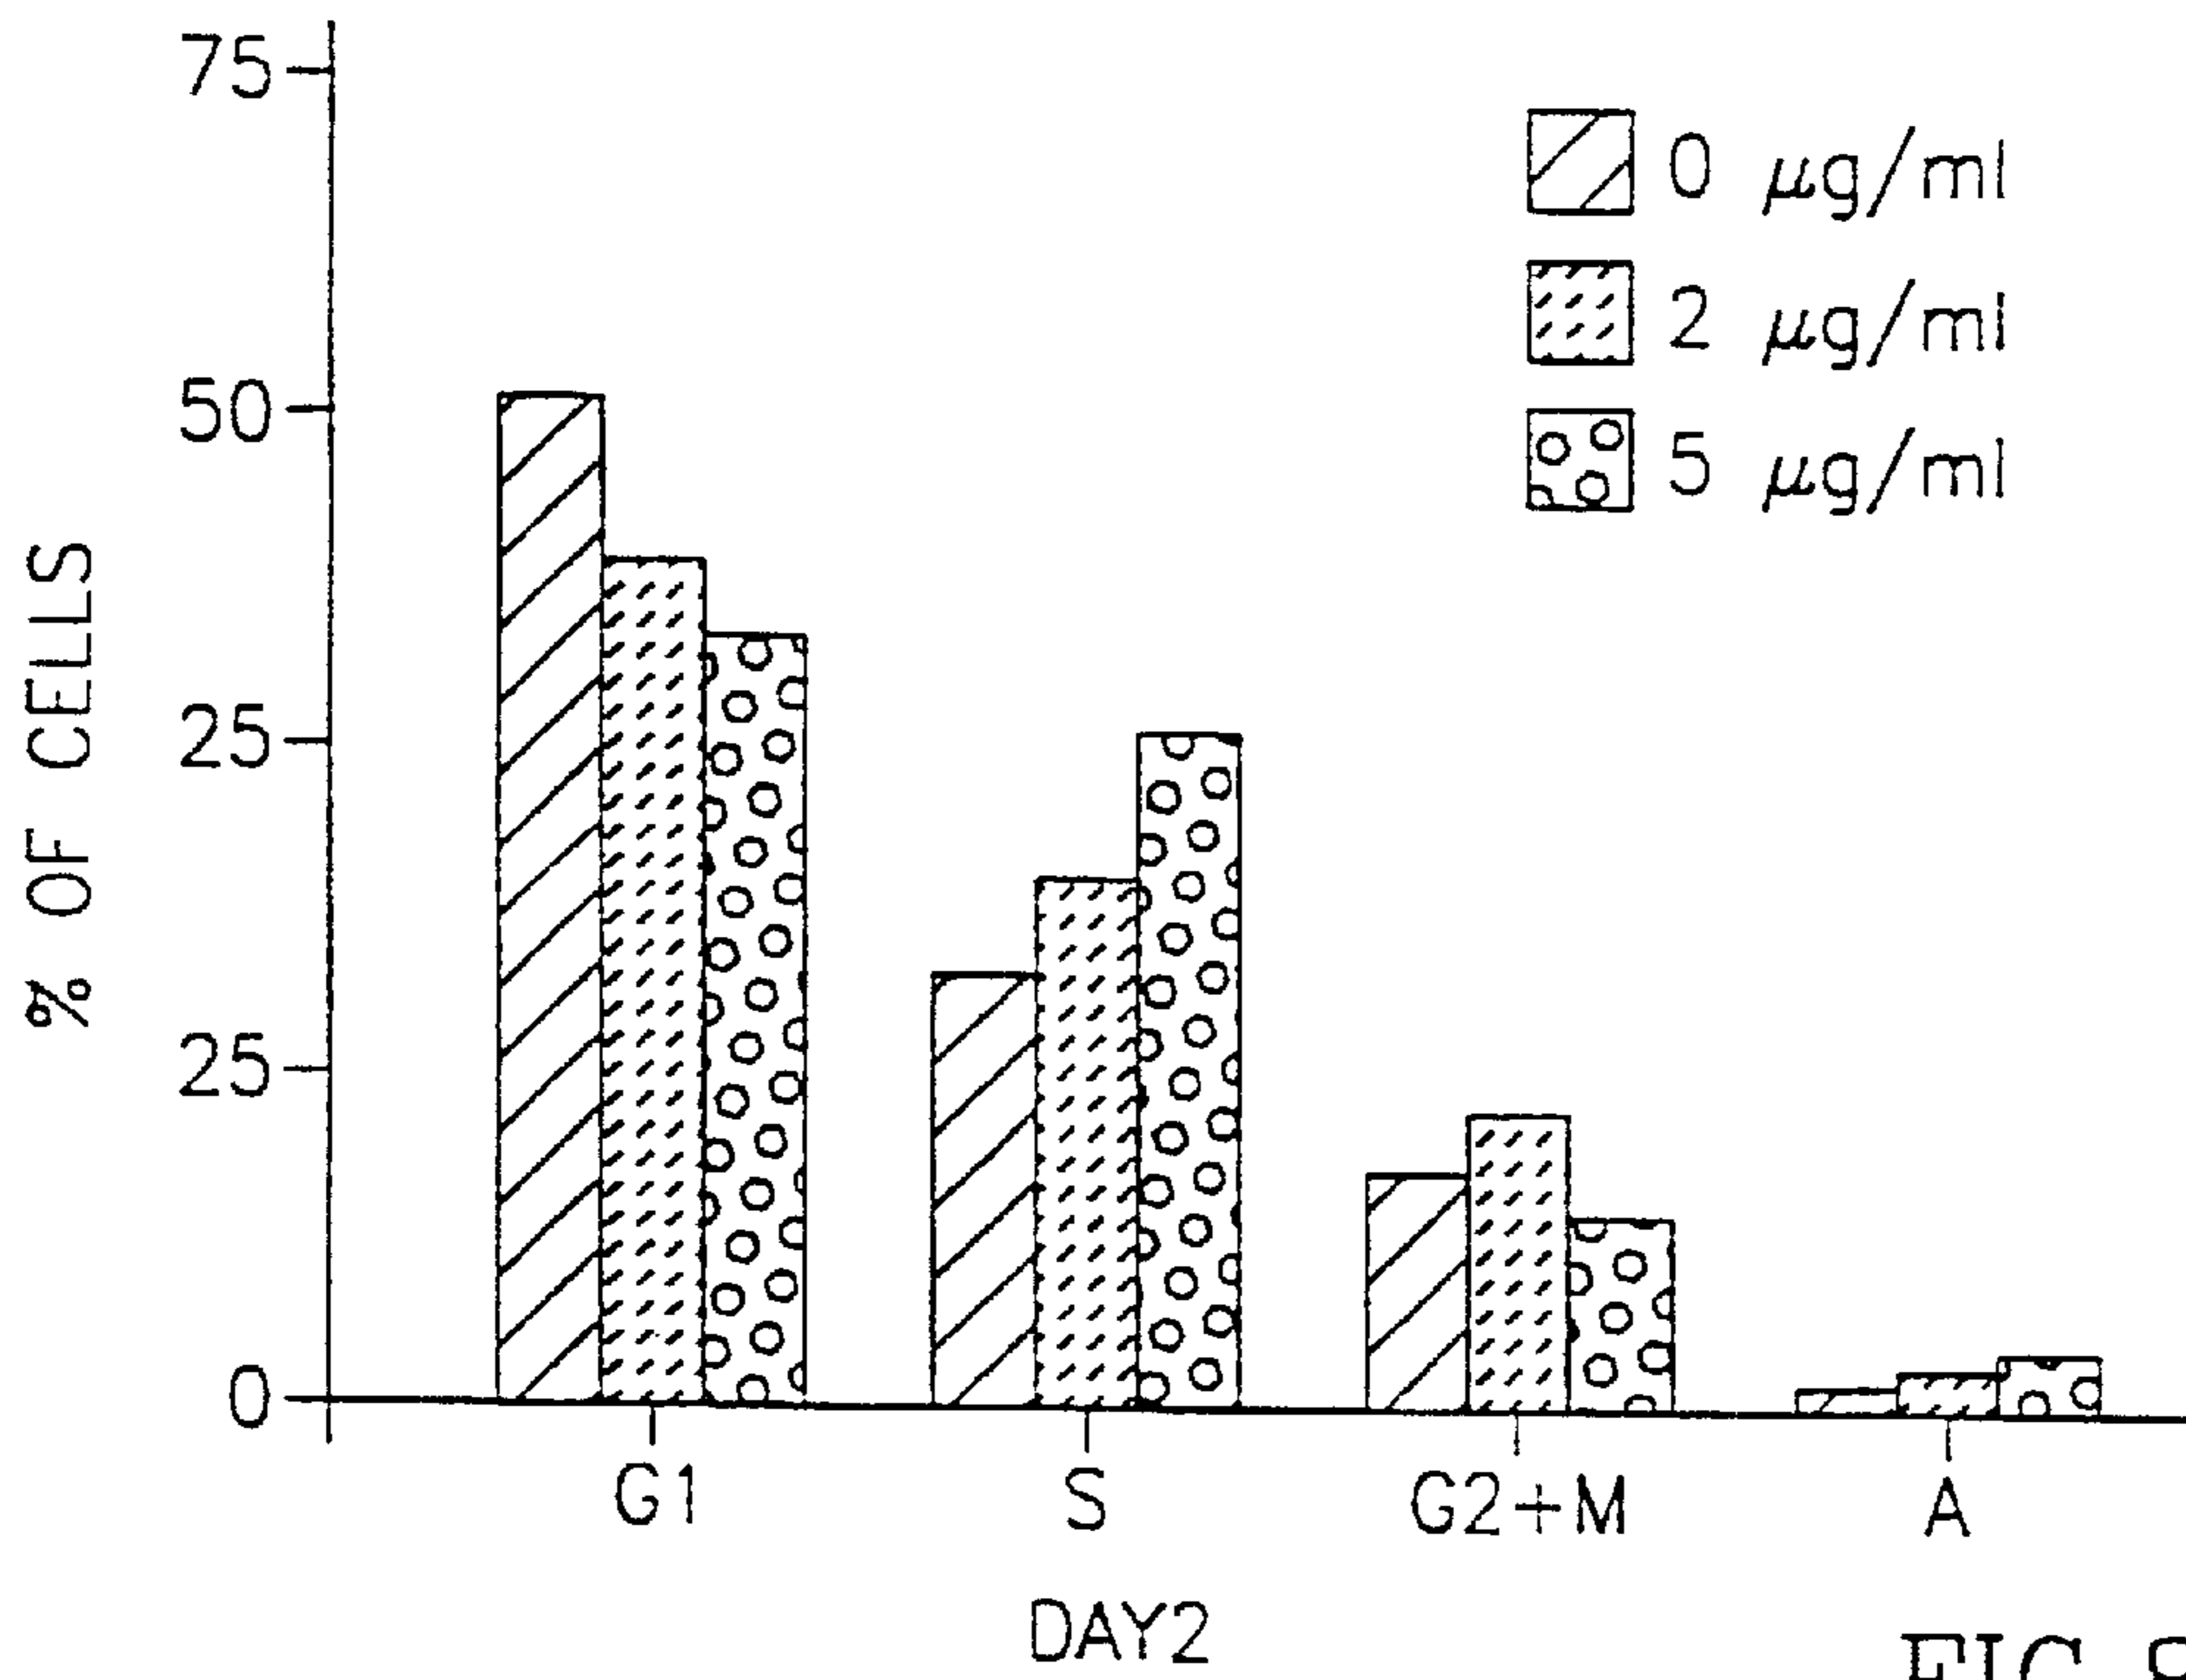 75
50
25
25
0
% OF CELLS
0 μg/ml
2 μg/ml
5 μg/ml
G1 S G2+M A
DAY2
FIG.